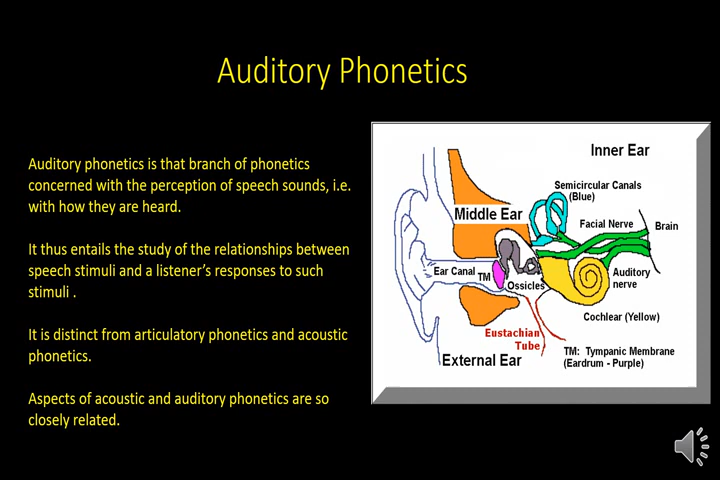 Auditory Phonetics
Auditory phonetics is that branch of phonetics
concerned with the perception of speech sounds, i.e.
with how they are heard.
It thus entails the study of the relationships between
speech stimuli and a listener’s responses to such
stimuli .
It is distinct from articulatory phonetics and acoustic
phonetics.
Aspects of acoustic and auditory phonetics are so
closely related.
Inner Ear
Semicircular Canals
(Blue)
Middle Ear
Facial Nerve
Brain
Ear Canal
TM
Ossicles
Auditory
nerve
Cochlear (Yellow)
Eustachian
Tube
External Ear
TM: Tympanic Membrane
(Eardrum - Purple)